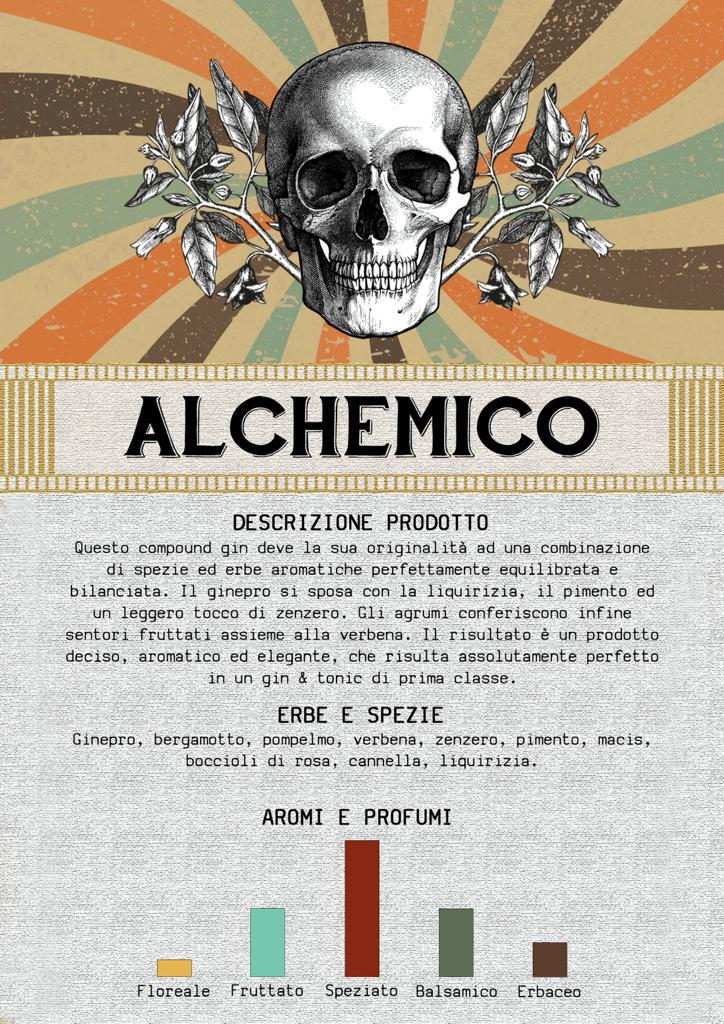 ALCHEMICO
DESCRIZIONE PRODOTTO
Questo compound gin deve la sua originalità ad una combinazione
di spezie ed erbe aromatiche perfettamente equilibrata e
bilanciata. Il ginepro si sposa con la liquirizia, il pimento ed
un leggero tocco di zenzero. Gli agrumi conferiscono infine
sentori fruttati assieme alla verbena. Il risultato è un prodotto
deciso, aromatico ed elegante, che risulta assolutamente perfetto
in un gin & tonic di prima classe.
ERBE E SPEZIE
Ginepro, bergamotto, pompelmo, verbena, zenzero, pimento, macis,
boccioli di rosa, cannella, liquirizia.
AROMI E PROFUMI
Floreale Fruttato Speziato Balsamico Erbaceo